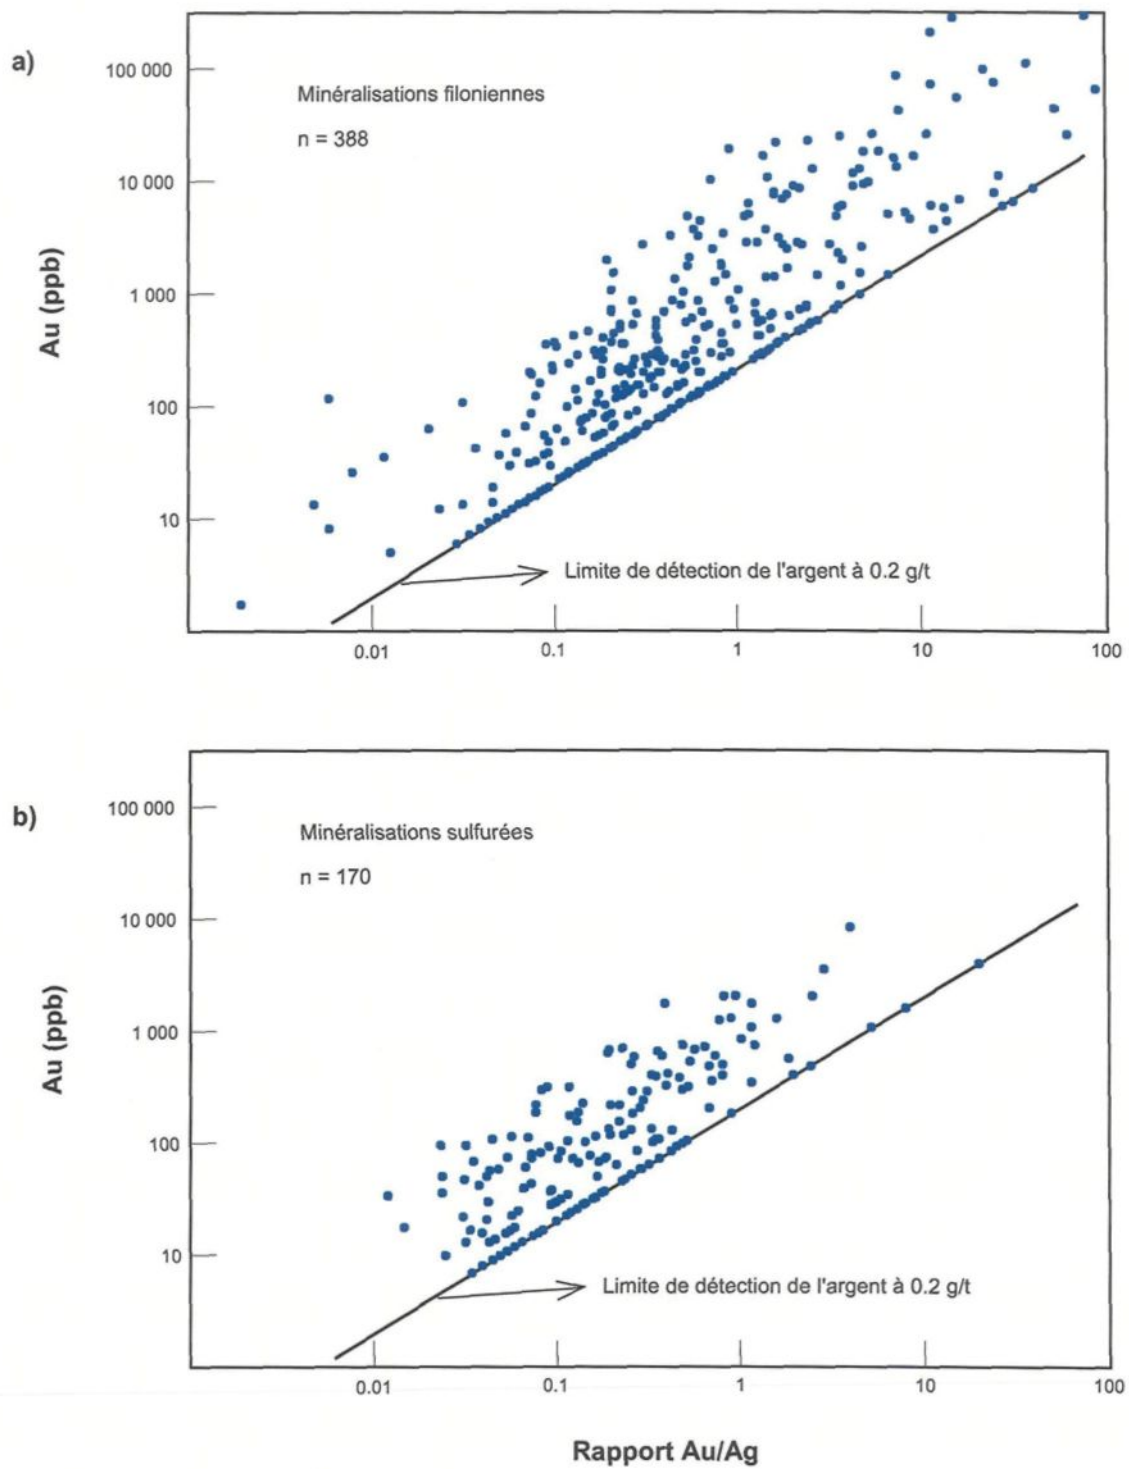 a)
Minéralisations filoniennes
n = 388
100 000
10 000
1 000
100
10
Au (ppb)
Limite de détection de l'argent à 0.2 g/t
0.01 0.1 1 10 100
b)
Minéralisations sulfurées
n = 170
100 000
10 000
1 000
100
10
Au (ppb)
Limite de détection de l'argent à 0.2 g/t
0.01 0.1 1 10 100
Rapport Au/Ag